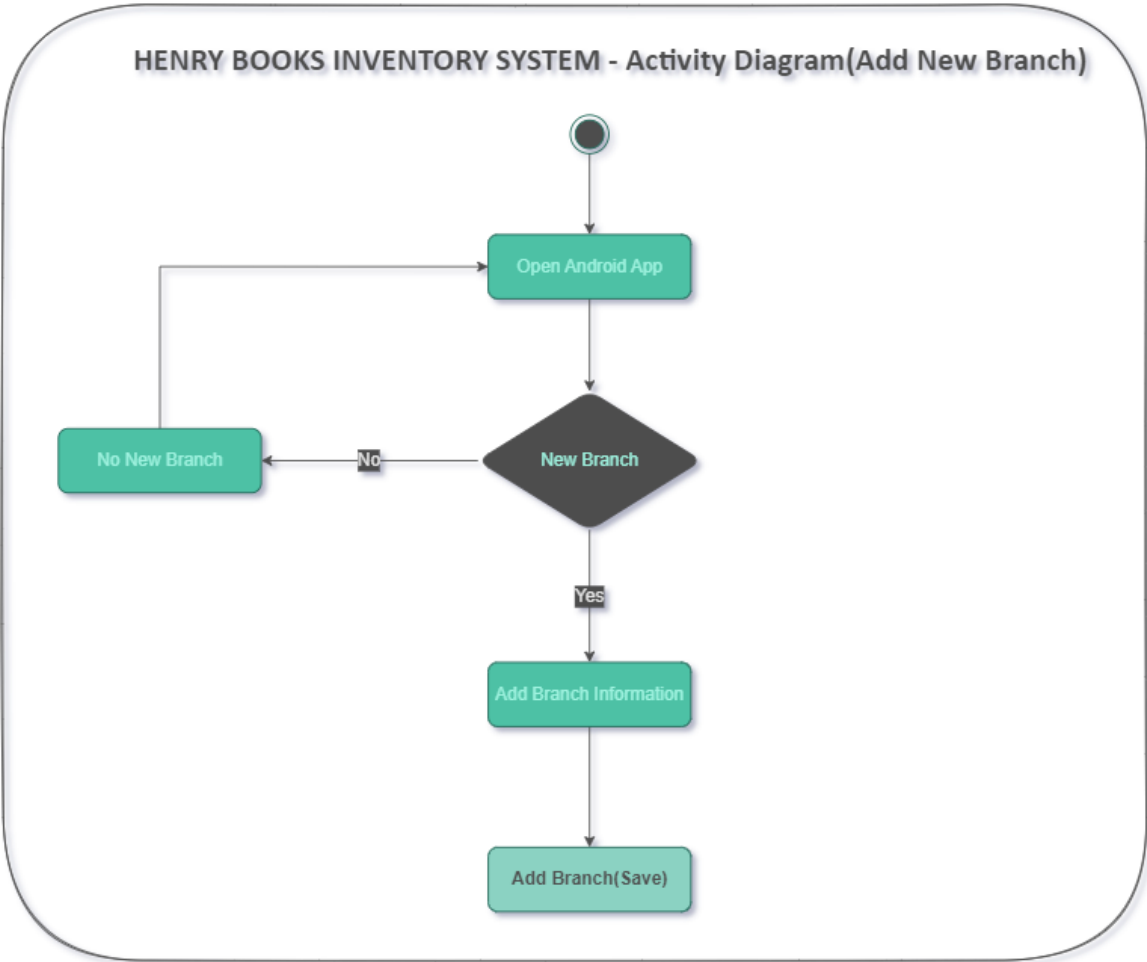 HENRY BOOKS INVENTORY SYSTEM - Activity Diagram(Add New Branch)
Open Android App
No New Branch
No
New Branch
Yes
Add Branch Information
Add Branch(Save)